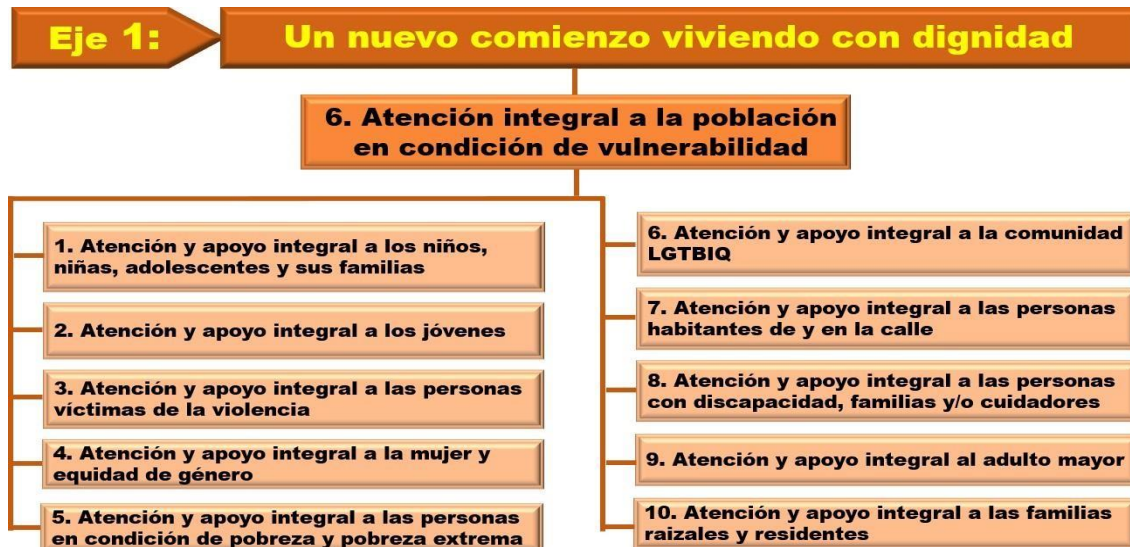 Eje 1:
Un nuevo comienzo viviendo con dignidad
6. Atención integral a la población
en condición de vulnerabilidad
1. Atención y apoyo integral a los niños,
niñas, adolescentes y sus familias
2. Atención y apoyo integral a los jóvenes
3. Atención y apoyo integral a las personas
víctimas de la violencia
4. Atención y apoyo integral a la mujer y
equidad de género
5. Atención y apoyo integral a las personas
en condición de pobreza y pobreza extrema
6. Atención y apoyo integral a la comunidad
LGTBIQ
7. Atención y apoyo integral a las personas
habitantes de y en la calle
8. Atención y apoyo integral a las personas
con discapacidad, familias y/o cuidadores
9. Atención y apoyo integral al adulto mayor
10. Atención y apoyo integral a las familias
raizales y residentes